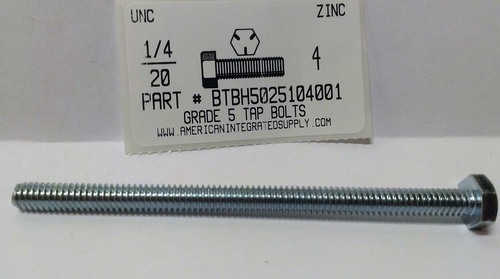 UNC ZINC
1/4
20
4
PART # BTBH5025104001
GRADE 5 TAP BOLTS
WWW.AMERICANINTEGRATEDSUPPLY.COM